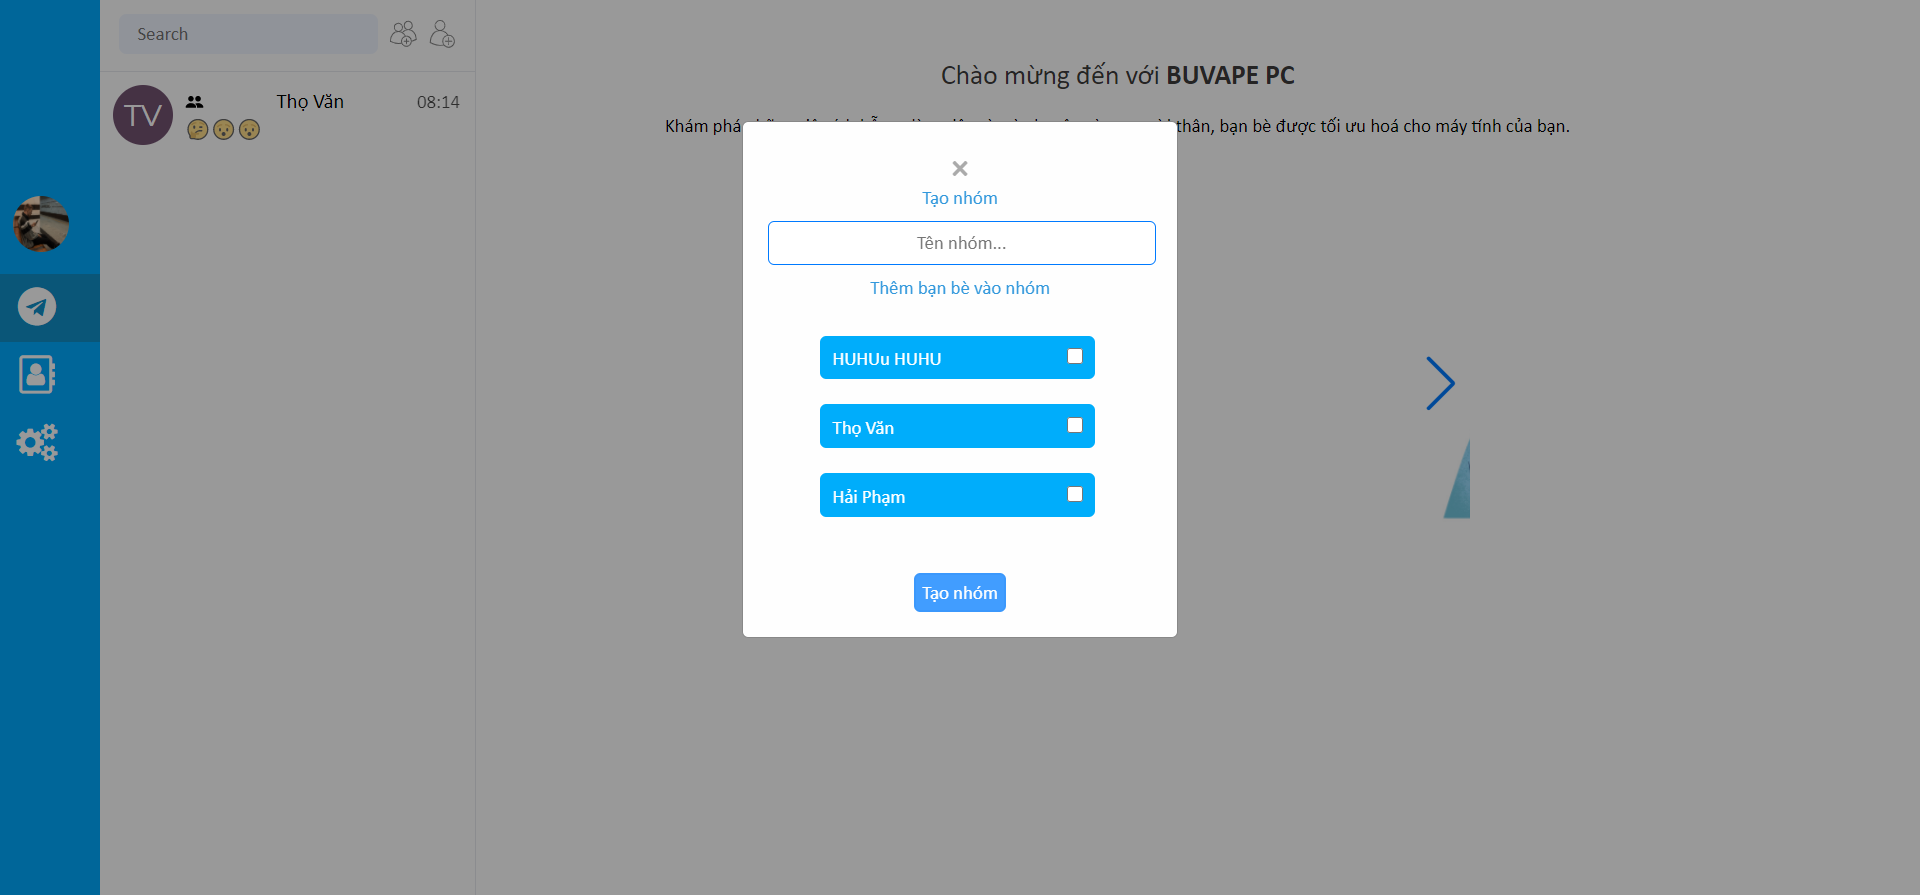 Search
TV
Thọ Văn
08:14
Chào mừng đến với BUVAPE PC
Khám phá
thân, bạn bè được tối ưu hoá cho máy tính của bạn.
×
Tạo nhóm
Tên nhóm...
Thêm bạn bè vào nhóm
HUHUu HUHU
Thọ Văn
Hải Phạm
Tạo nhóm